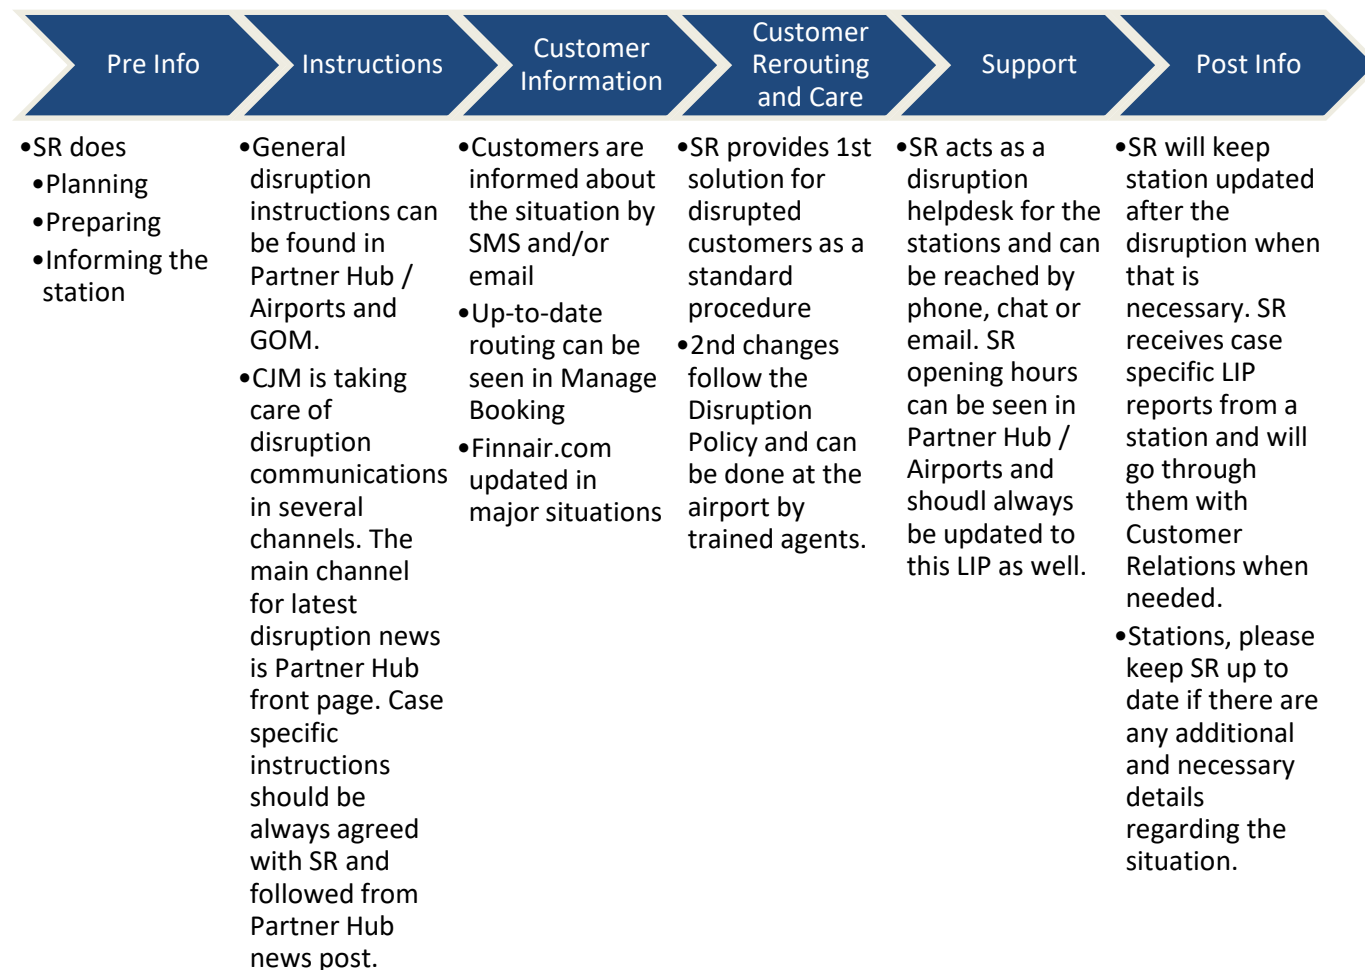 Pre Info
Instructions
Customer
Information
Customer
Rerouting
and Care
Support
Post Info
•SR does
•Planning
•Preparing
•Informing the
station
•General
disruption
instructions can
be found in
Partner Hub /
Airports and
GOM.
•CJM is taking
care of
disruption
communications
in several
channels. The
main channel
for latest
disruption news
is Partner Hub
front page. Case
specific
instructions
should be
always agreed
with SR and
followed from
Partner Hub
news post.
•Customers are
informed about
the situation by
SMS and/or
email
•Up-to-date
routing can be
seen in Manage
Booking
•Finnair.com
updated in
major situations
•SR provides 1st
solution for
disrupted
customers as a
standard
procedure
•2nd changes
follow the
Disruption
Policy and can
be done at the
airport by
trained agents.
•SR acts as a
disruption
helpdesk for the
stations and can
be reached by
phone, chat or
email. SR
opening hours
can be seen in
Partner Hub /
Airports and
shoudl always
be updated to
this LIP as well.
•SR will keep
station updated
after the
disruption when
that is
necessary. SR
receives case
specific LIP
reports from a
station and will
go through
them with
Customer
Relations when
needed.
•Stations, please
keep SR up to
date if there are
any additional
and necessary
details
regarding the
situation.